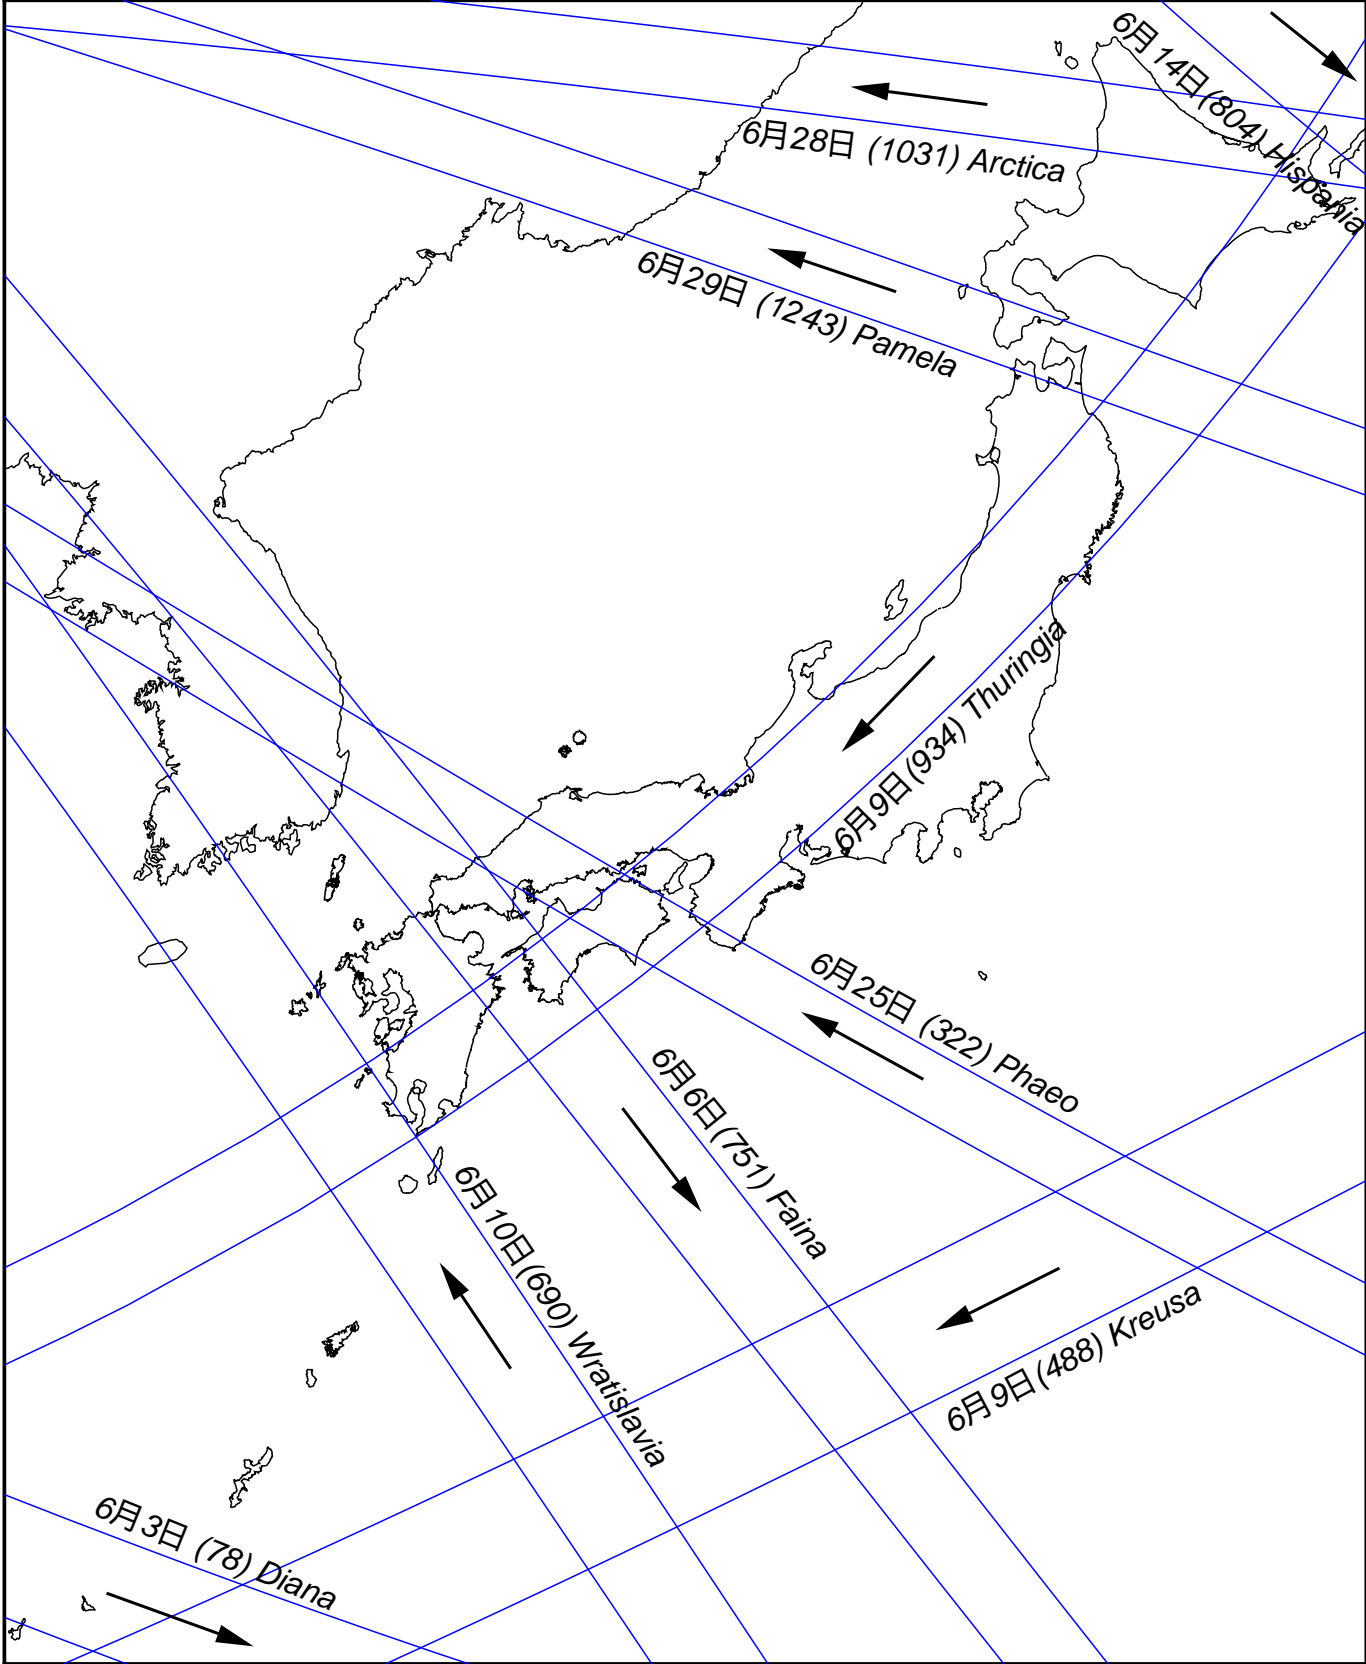 6月14日(804) Hispania
6月28日 (1031) Arctica
6月29日 (1243) Pamela
6月9日(934) Thuringia
6月25日 (322) Phaeo
6月6日(751) Faina
6月10日(690) Wratislavia
6月9日(488) Kreusa
6月3日 (78) Diana